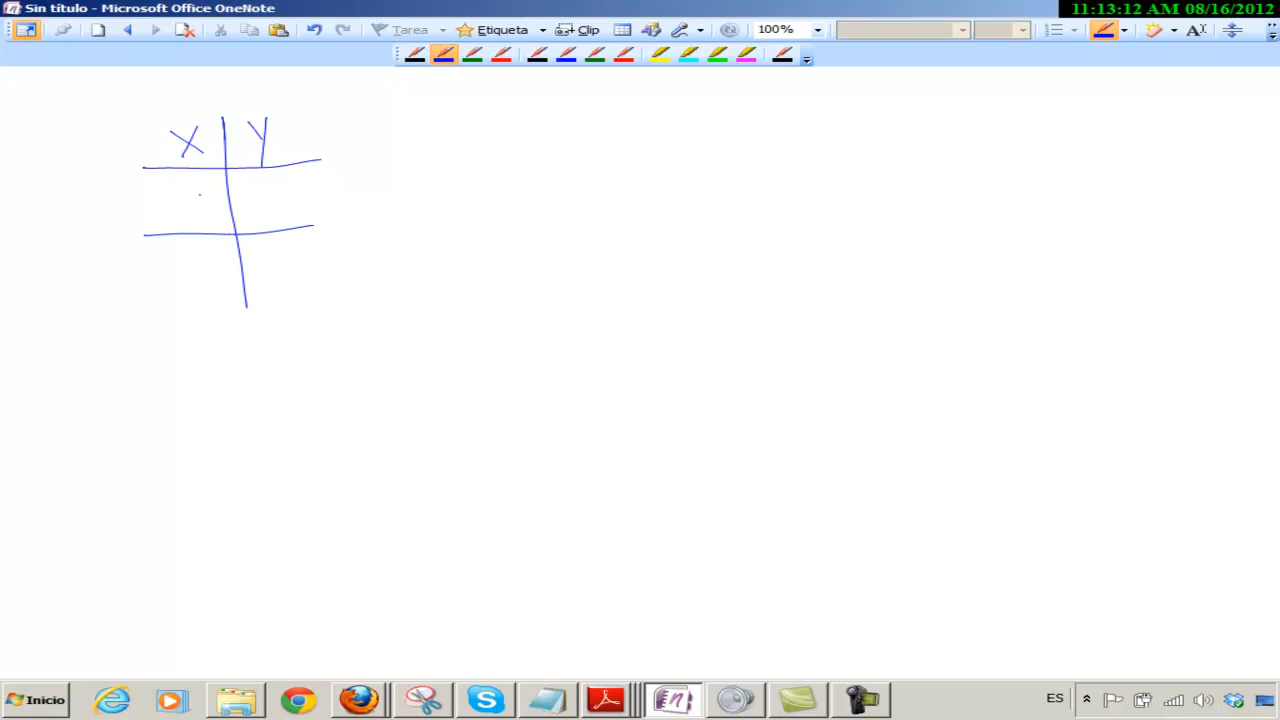 Sin título - Microsoft Office OneNote
11:13:12 AM 08/16/2012
Tarea Etiqueta Clip 100%
X Y
Inicio ES